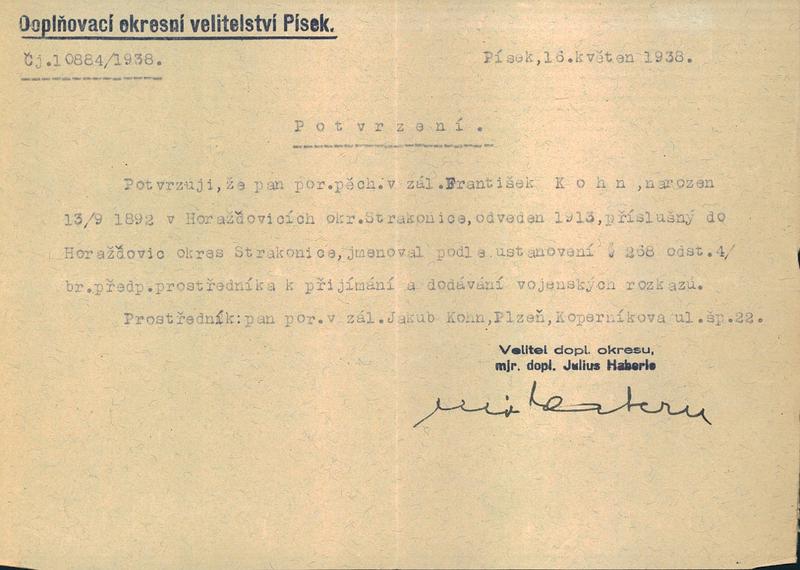 Doplňovací okresní velitelství Písek.
Čj.10884/1938.
Písek,16.květen 1938.
Potvrzení.
Potvrzuji,že pan por.pěch.v zál.František Kohn,narozen
13/9 1892 v Horažďovicích okr.Strakonice,odveden 1913,příslušný do
Horažďovic okres Strakonice,jmenoval podle ustanovení § 268 odst.4/
br.předp.prostředníka k přijímání a dodávání vojenských rozkazů.
Prostředník:pan por.v zál.Jakub Kohn,Plzeň,Koperníkova ul.čp.22.
Velitel dopl. okresu,
mjr. dopl. Julius Haberle